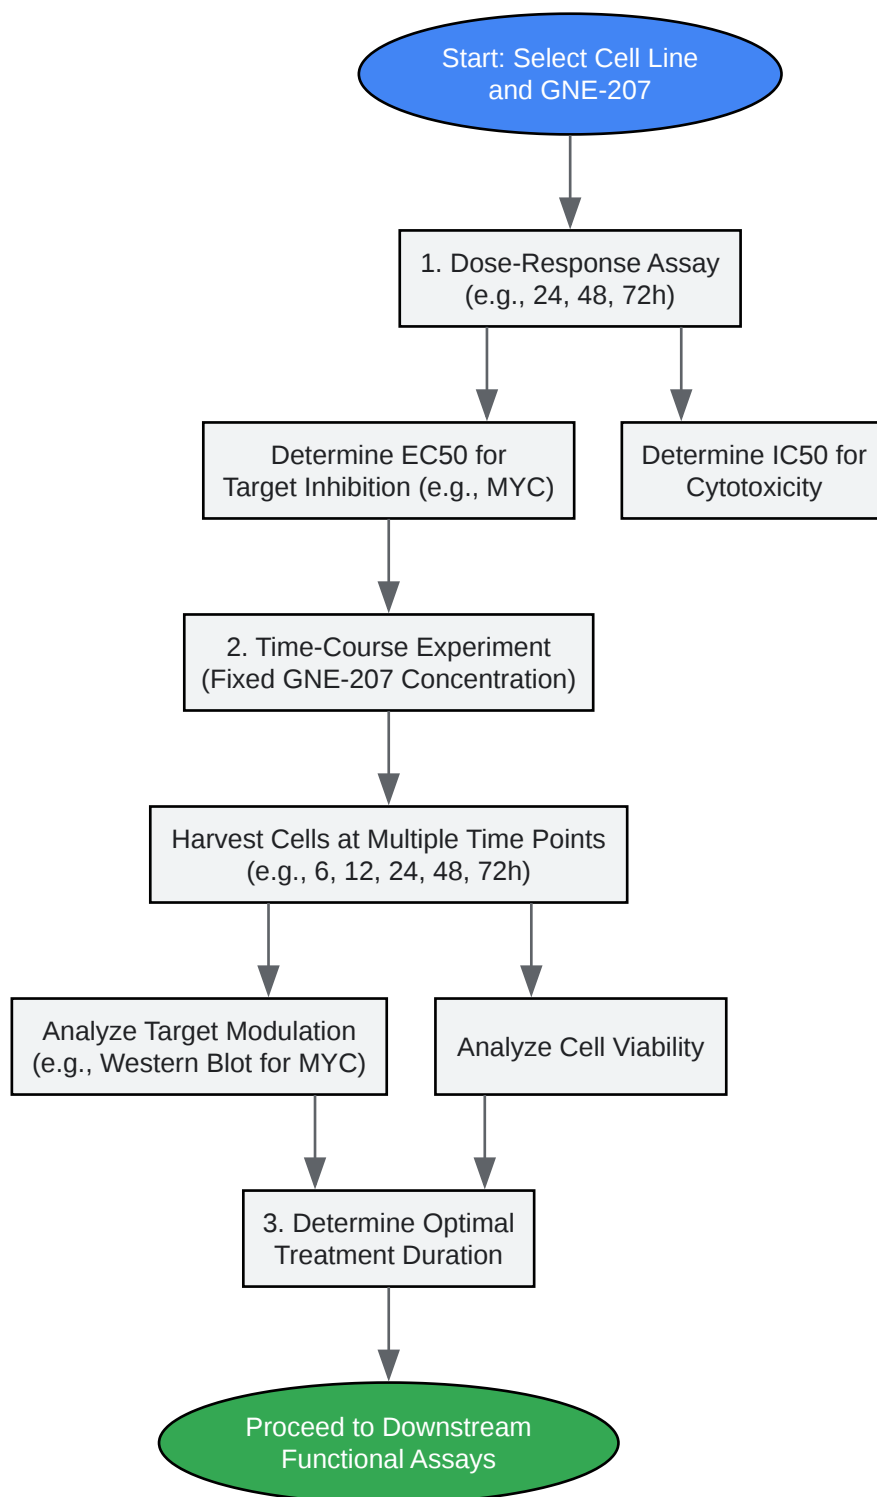 Start: Select Cell Line
and GNE-207
1. Dose-Response Assay
(e.g., 24, 48, 72h)
Determine EC50 for
Target Inhibition (e.g., MYC)
Determine IC50 for
Cytotoxicity
2. Time-Course Experiment
(Fixed GNE-207 Concentration)
Harvest Cells at Multiple Time Points
(e.g., 6, 12, 24, 48, 72h)
Analyze Target Modulation
(e.g., Western Blot for MYC)
Analyze Cell Viability
3. Determine Optimal
Treatment Duration
Proceed to Downstream
Functional Assays